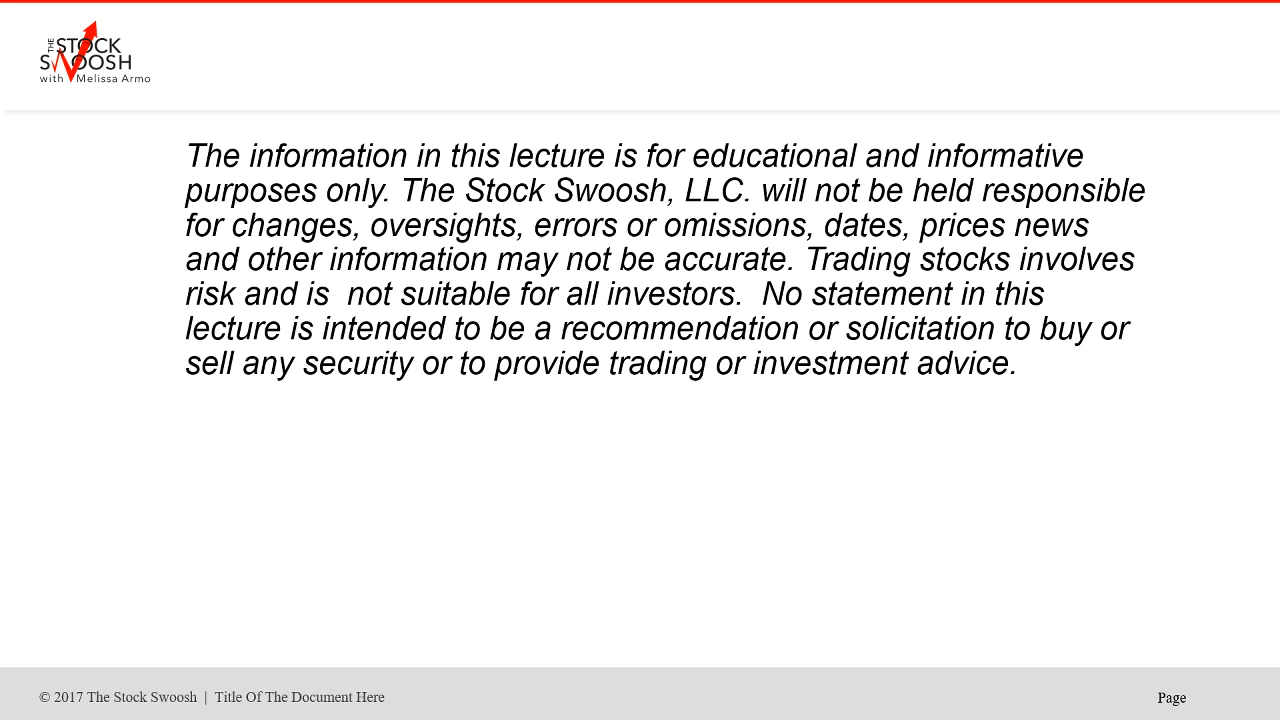 THE STOCK
SWOOSH
with Melissa Armo
The information in this lecture is for educational and informative
purposes only. The Stock Swoosh, LLC. will not be held responsible
for changes, oversights, errors or omissions, dates, prices news
and other information may not be accurate. Trading stocks involves
risk and is  not suitable for all investors.  No statement in this
lecture is intended to be a recommendation or solicitation to buy or
sell any security or to provide trading or investment advice.
© 2017 The Stock Swoosh | Title Of The Document Here
Page